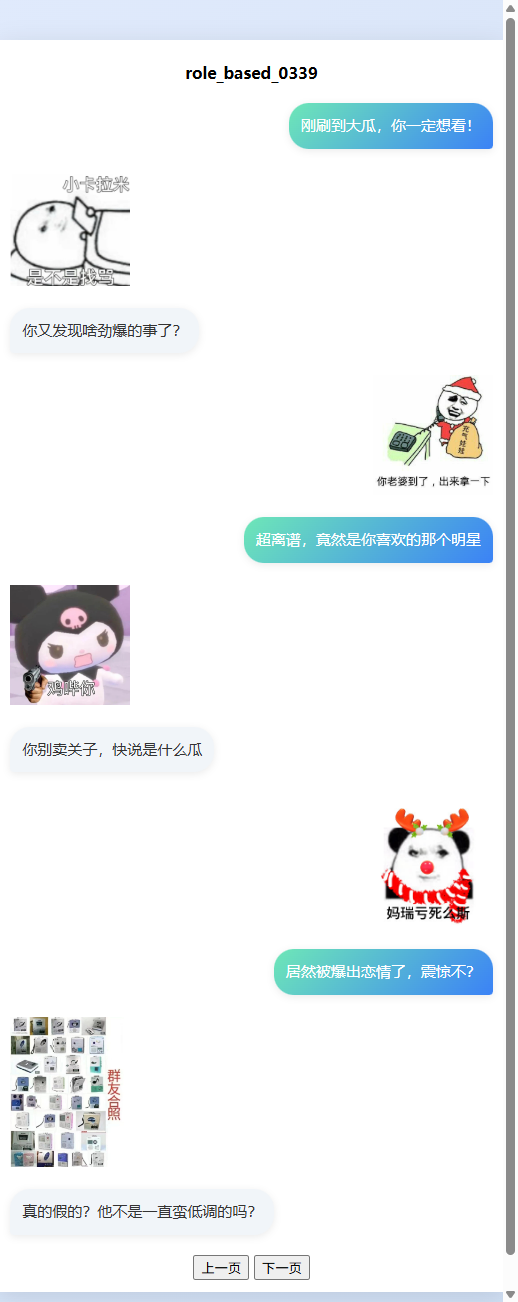 role_based_0339
刚刷到大瓜，你一定想看！
小卡拉米
是不是找骂
你又发现啥劲爆的事了？
充气娃娃
你老婆到了，出来拿一下
超离谱，竟然是你喜欢的那个明星
鸡哔你
你别卖关子，快说是什么瓜
妈瑞亏死么斯
居然被爆出恋情了，震惊不？
群友合照
真的假的？他不是一直蛮低调的吗？
上一页 下一页